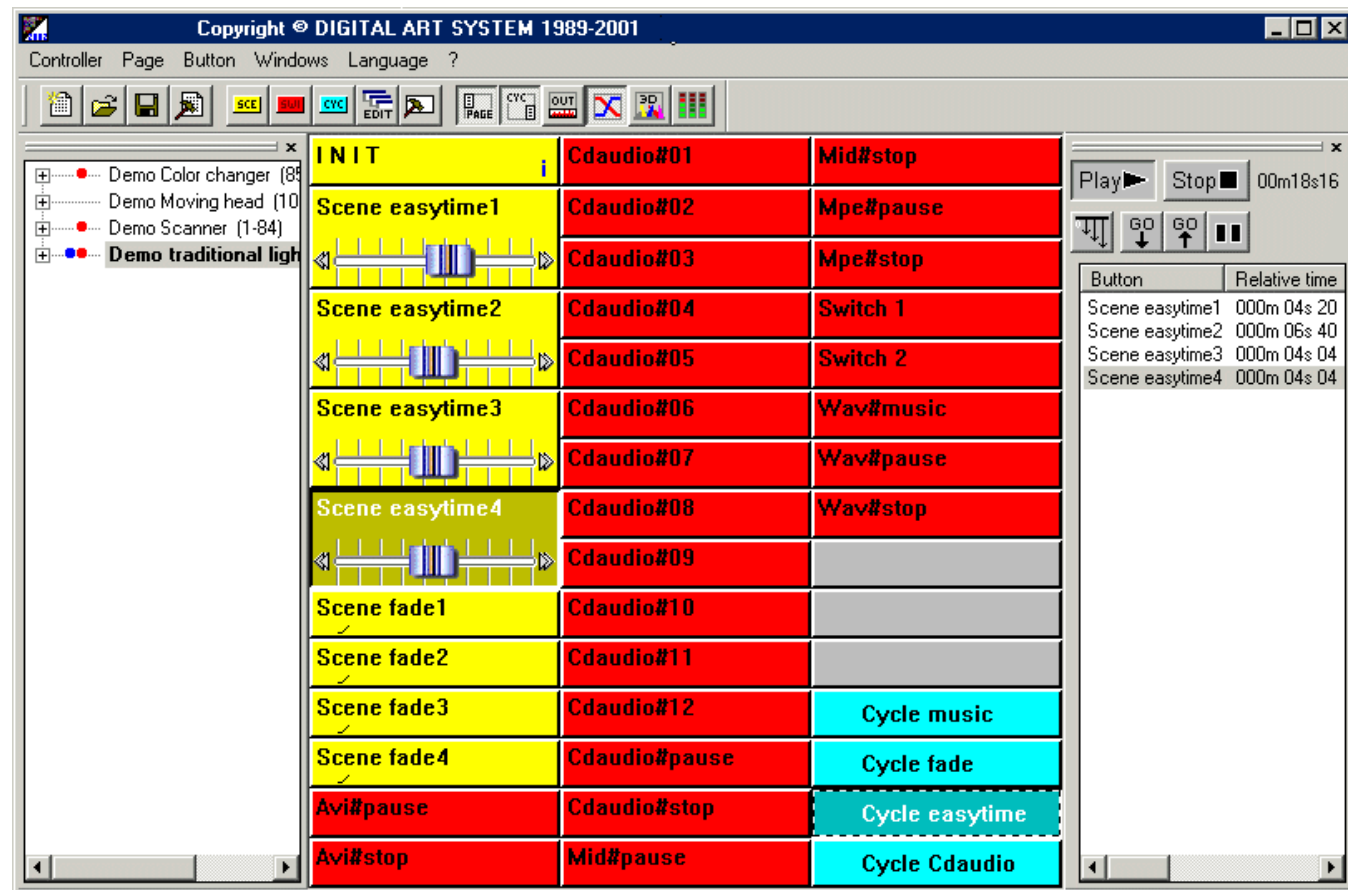 Copyright © DIGITAL ART SYSTEM 1989-2001
Controller Page Button Windows Language ?
SCE SWI CYC EDIT PAGE CYC OUT 3D
Demo Color changer (85
Demo Moving head (10
Demo Scanner (1-84)
Demo traditional ligh
INIT i
Scene easytime1
Scene easytime2
Scene easytime3
Scene easytime4
Scene fade1
Scene fade2
Scene fade3
Scene fade4
Avi#pause
Avi#stop
Cdaudio#01
Cdaudio#02
Cdaudio#03
Cdaudio#04
Cdaudio#05
Cdaudio#06
Cdaudio#07
Cdaudio#08
Cdaudio#09
Cdaudio#10
Cdaudio#11
Cdaudio#12
Cdaudio#pause
Cdaudio#stop
Mid#pause
Mid#stop
Mpe#pause
Mpe#stop
Switch 1
Switch 2
Wav#music
Wav#pause
Wav#stop
Cycle music
Cycle fade
Cycle easytime
Cycle Cdaudio
Play Stop 00m18s16
GO GO
Button Relative time
Scene easytime1 000m 04s 20
Scene easytime2 000m 06s 40
Scene easytime3 000m 04s 04
Scene easytime4 000m 04s 04